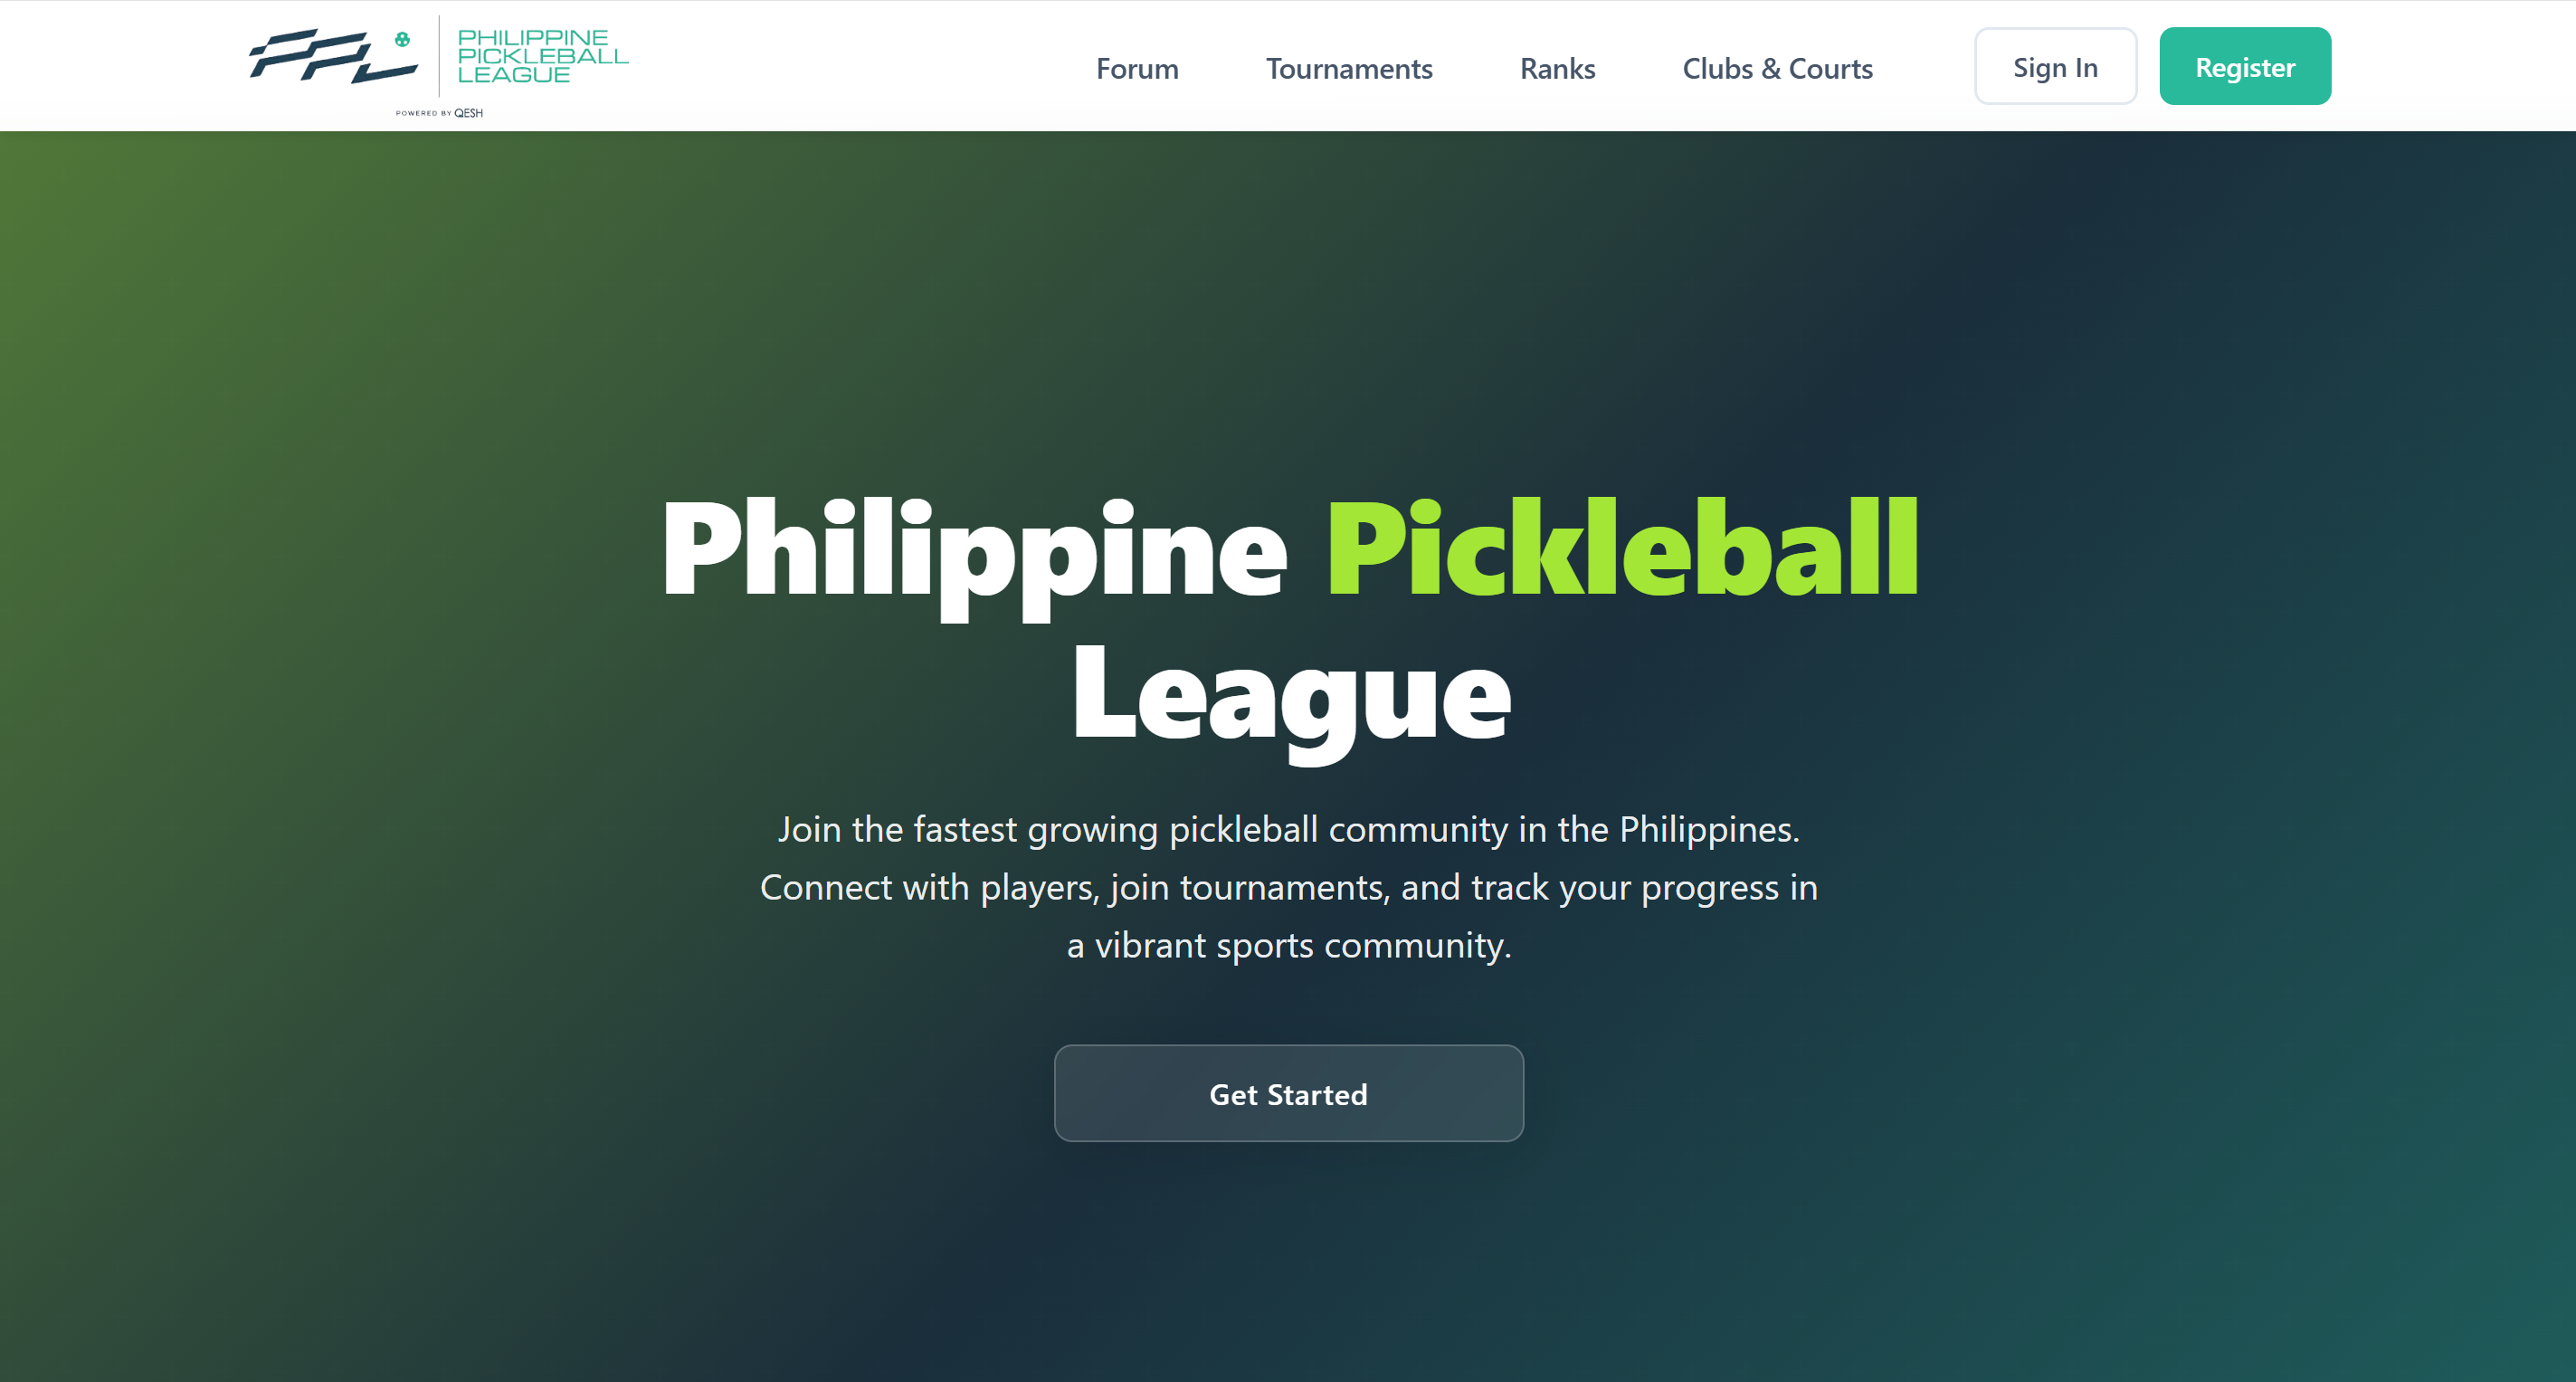 PPL
PHILIPPINE
PICKLEBALL
LEAGUE
POWERED BY QESH
Forum
Tournaments
Ranks
Clubs & Courts
Sign In
Register
Philippine Pickleball
League
Join the fastest growing pickleball community in the Philippines.
Connect with players, join tournaments, and track your progress in
a vibrant sports community.
Get Started